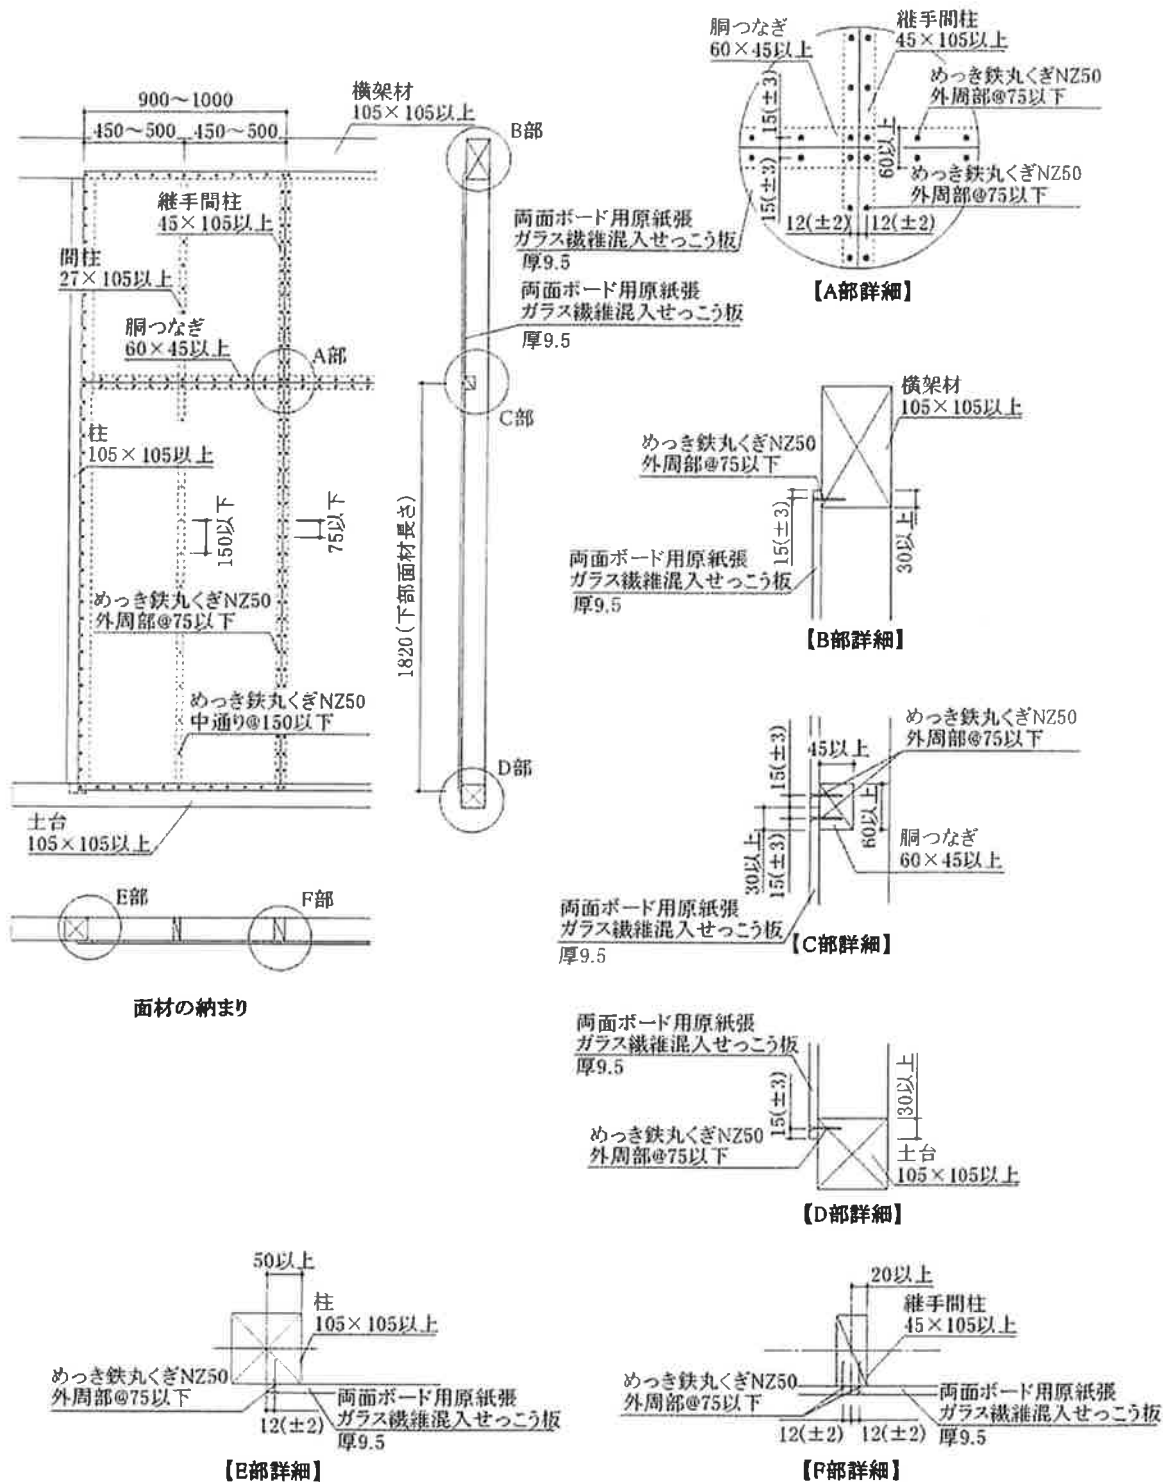 900～1000
450～500
450～500
横架材
105×105以上
B部
継手間柱
45×105以上
間柱
27×105以上
胴つなぎ
60×45以上
A部
C部
柱
105×105以上
150以下
75以下
めっき鉄丸くぎNZ50
外周部@75以下
めっき鉄丸くぎNZ50
中通り@150以下
1820(下部面材長さ)
D部
土台
105×105以上
E部
F部
面材の納まり
両面ボード用原紙張
ガラス繊維混入せっこう板
厚9.5
両面ボード用原紙張
ガラス繊維混入せっこう板
厚9.5
胴つなぎ
60×45以上
継手間柱
45×105以上
めっき鉄丸くぎNZ50
外周部@75以下
15(±3)
15(±3)
60以上
めっき鉄丸くぎNZ50
外周部@75以下
12(±2)
12(±2)
【A部詳細】
横架材
105×105以上
めっき鉄丸くぎNZ50
外周部@75以下
15(±3)
30以上
両面ボード用原紙張
ガラス繊維混入せっこう板
厚9.5
【B部詳細】
めっき鉄丸くぎNZ50
外周部@75以下
45以上
15(±3)
60以上
30以上
15(±3)
胴つなぎ
60×45以上
両面ボード用原紙張
ガラス繊維混入せっこう板
厚9.5
【C部詳細】
両面ボード用原紙張
ガラス繊維混入せっこう板
厚9.5
15(±3)
30以上
めっき鉄丸くぎNZ50
外周部@75以下
土台
105×105以上
【D部詳細】
50以上
柱
105×105以上
めっき鉄丸くぎNZ50
外周部@75以下
12(±2)
両面ボード用原紙張
ガラス繊維混入せっこう板
厚9.5
【E部詳細】
20以上
継手間柱
45×105以上
めっき鉄丸くぎNZ50
外周部@75以下
12(±2)
12(±2)
両面ボード用原紙張
ガラス繊維混入せっこう板
厚9.5
【F部詳細】